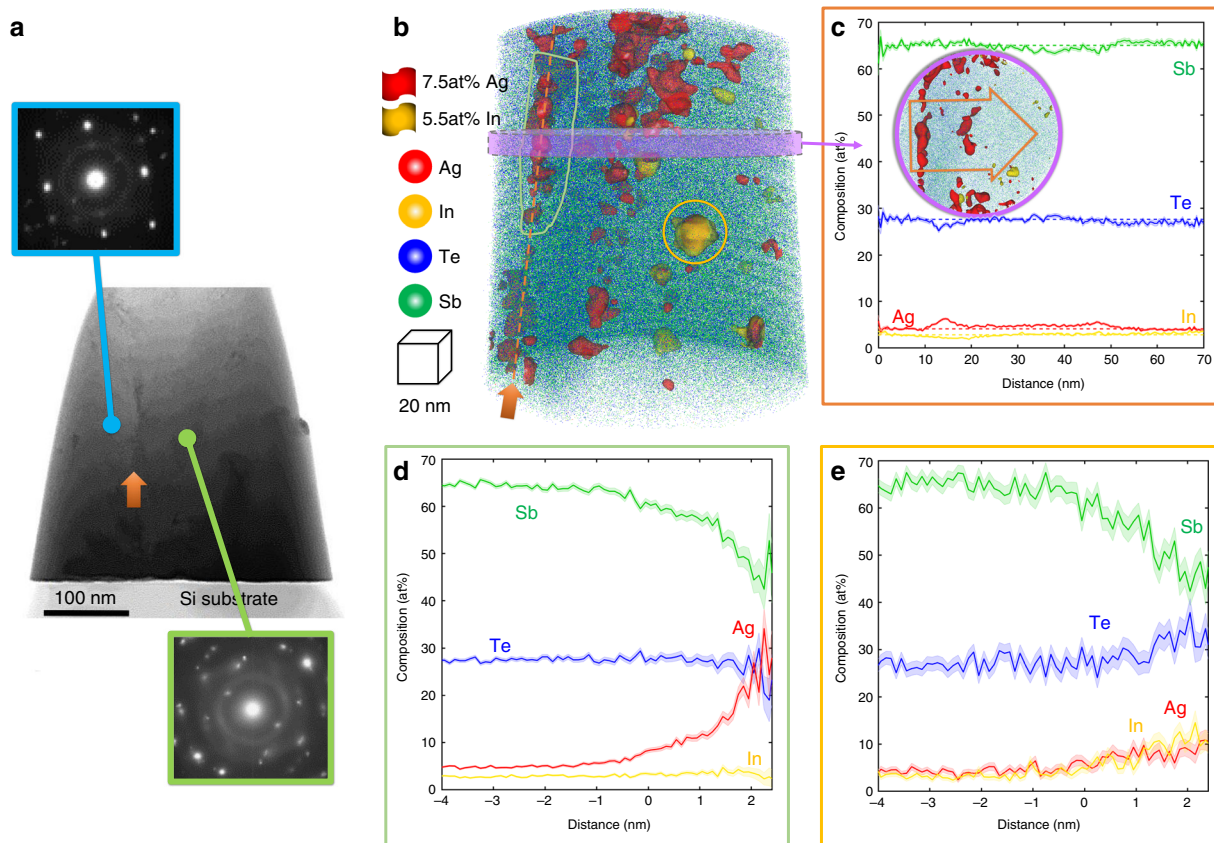 a
100 nm
Si substrate
b
7.5at% Ag
5.5at% In
Ag
In
Te
Sb
20 nm
c
70
60
50
40
30
20
10
0
Composition (at%)
Sb
Te
Ag
In
0 10 20 30 40 50 60 70
Distance (nm)
d
70
60
50
40
30
20
10
0
Composition (at%)
Sb
Te
Ag
In
−4 −3 −2 −1 0 1 2
Distance (nm)
e
70
60
50
40
30
20
10
0
Composition (at%)
Sb
Te
Ag
In
−4 −3 −2 −1 0 1 2
Distance (nm)